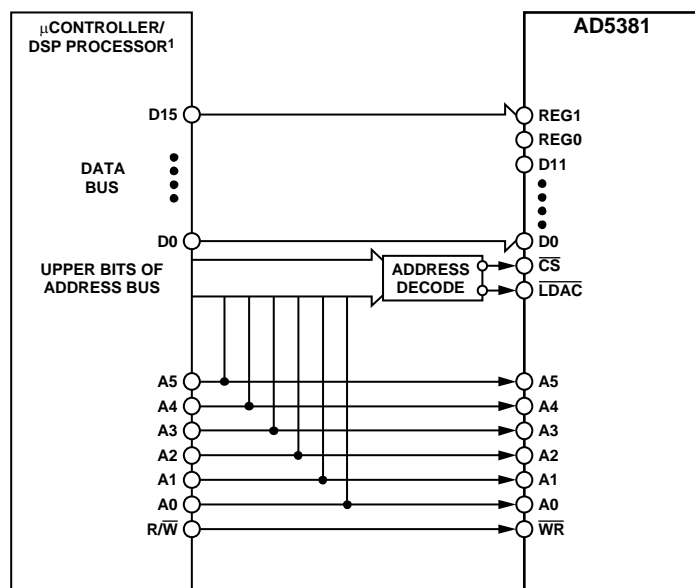 μCONTROLLER/
DSP PROCESSOR1
AD5381
D15
REG1
REG0
D11
DATA
BUS
D0
D0
UPPER BITS OF
ADDRESS BUS
ADDRESS
DECODE
CS
LDAC
A5
A5
A4
A4
A3
A3
A2
A2
A1
A1
A0
A0
R/W
WR